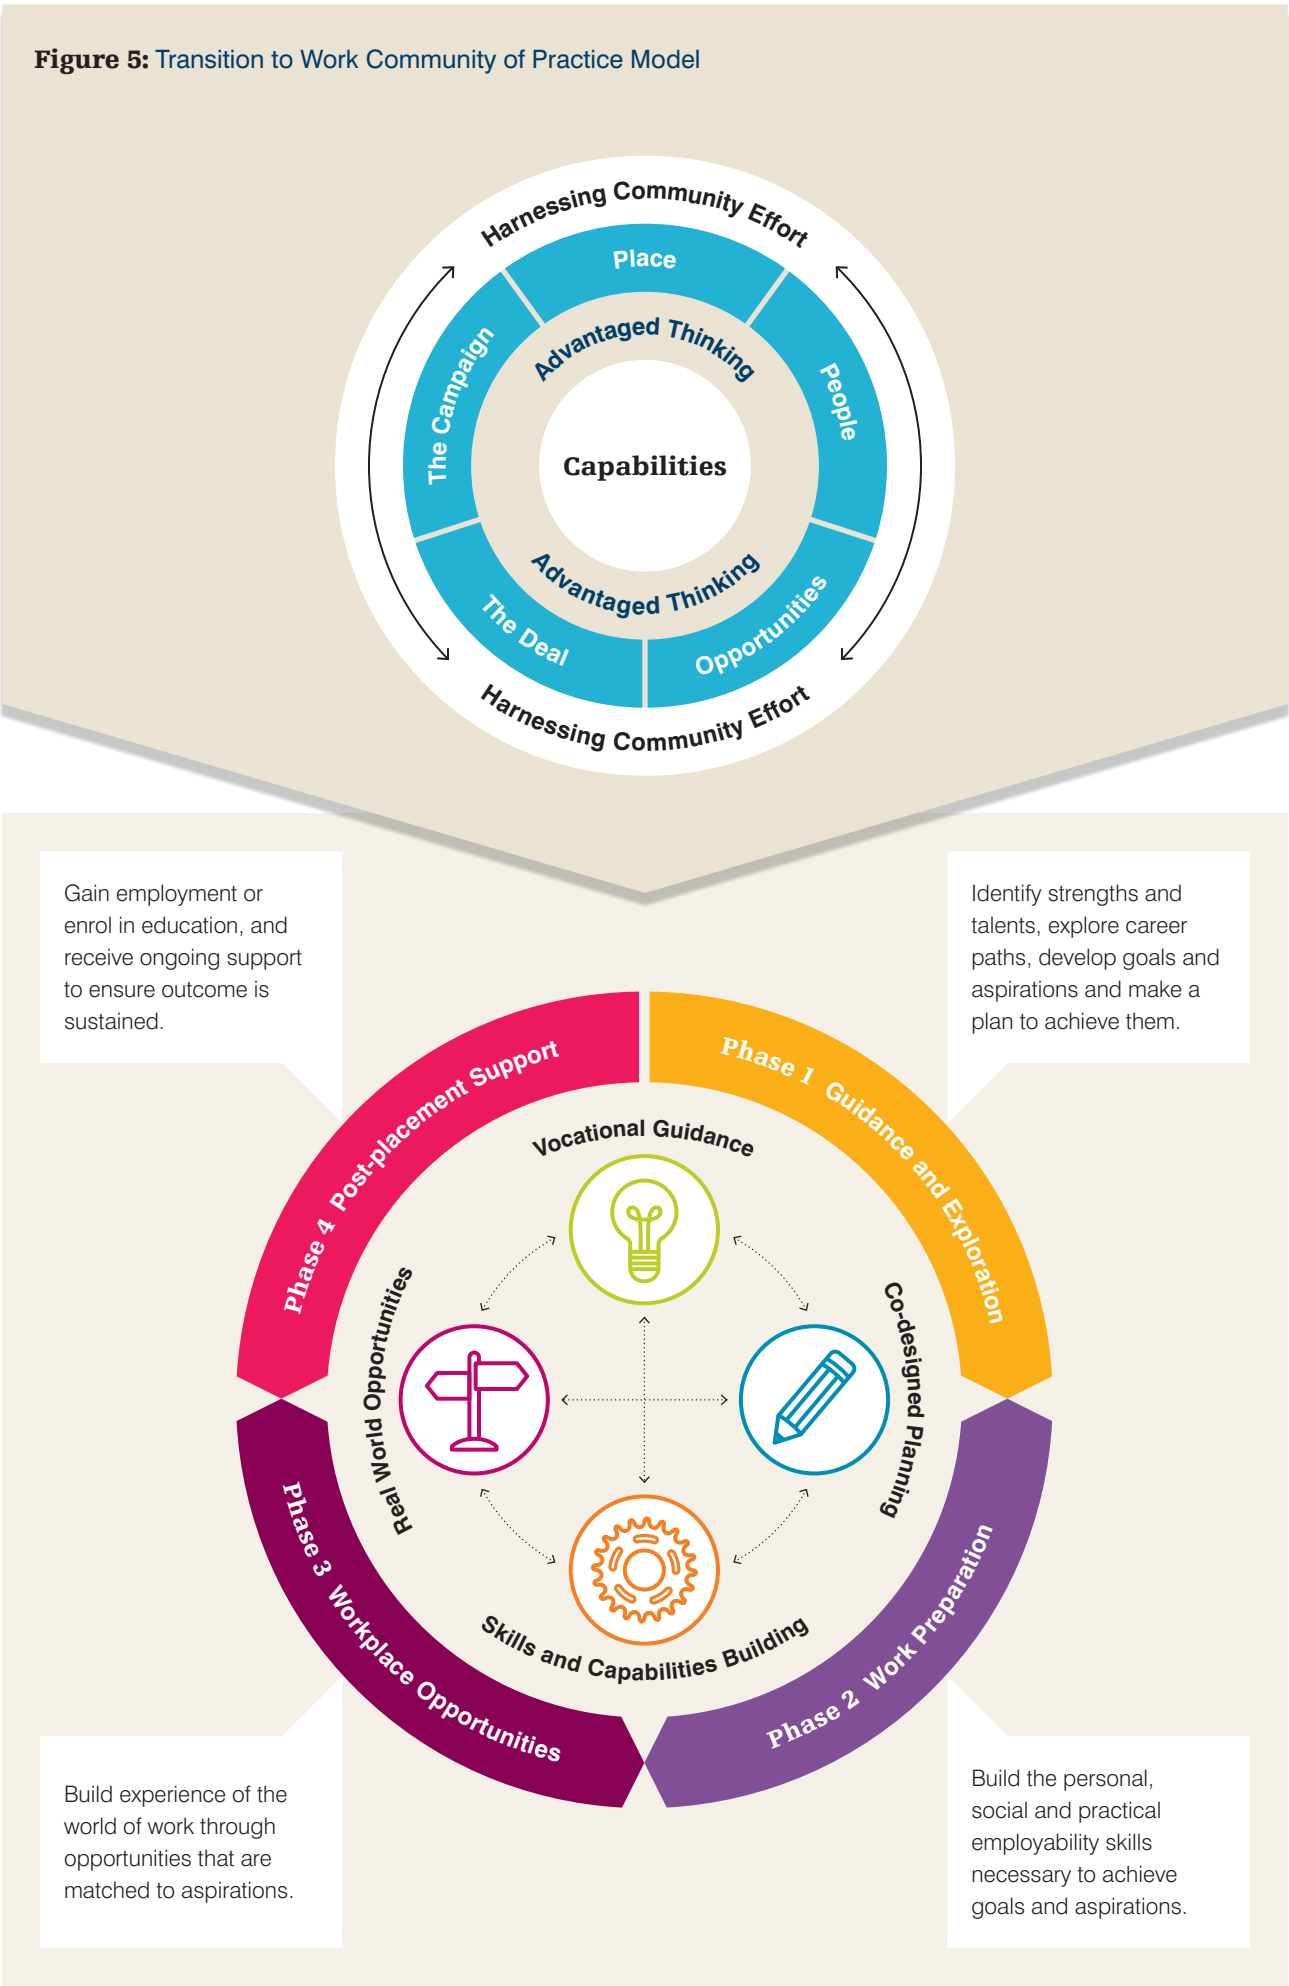 Figure 5: Transition to Work Community of Practice Model
Harnessing Community Effort
Place
People
Opportunities
The Deal
The Campaign
Advantaged Thinking
Capabilities
Advantaged Thinking
Harnessing Community Effort
Gain employment or
enrol in education, and
receive ongoing support
to ensure outcome is
sustained.
Identify strengths and
talents, explore career
paths, develop goals and
aspirations and make a
plan to achieve them.
Phase 1 Guidance and Exploration
Phase 2 Work Preparation
Phase 3 Workplace Opportunities
Phase 4 Post-placement Support
Vocational Guidance
Co-designed Planning
Skills and Capabilities Building
Real World Opportunities
Build experience of the
world of work through
opportunities that are
matched to aspirations.
Build the personal,
social and practical
employability skills
necessary to achieve
goals and aspirations.